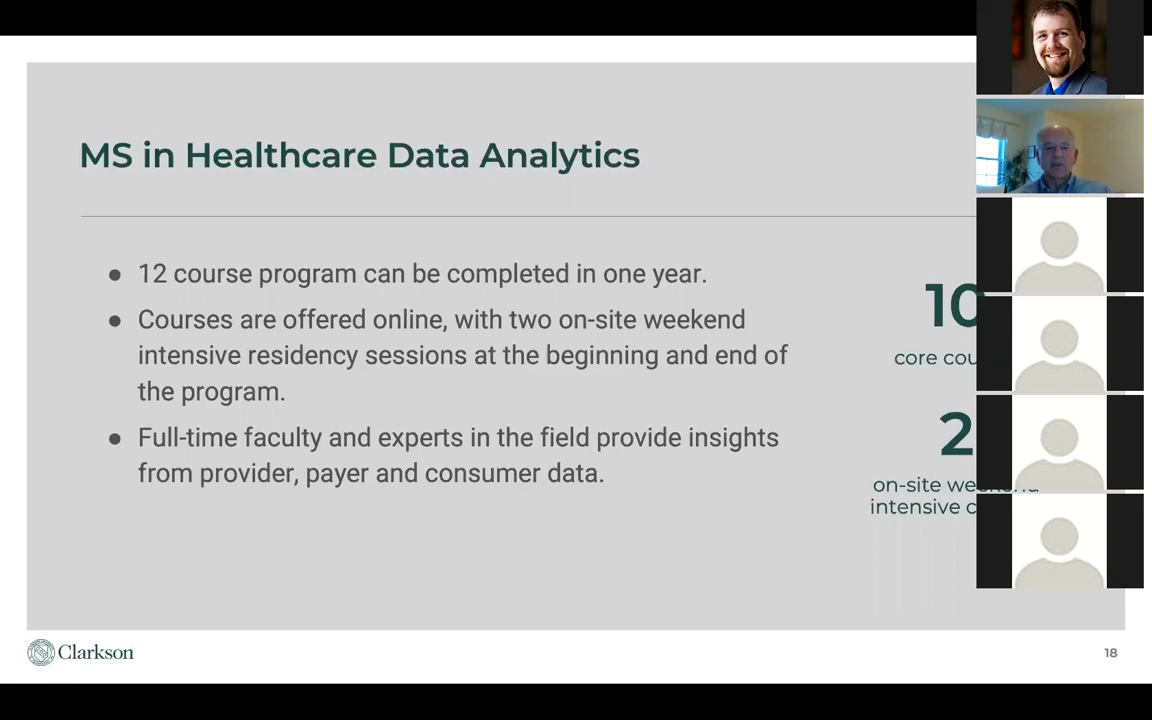 MS in Healthcare Data Analytics
● 12 course program can be completed in one year.
● Courses are offered online, with two on-site weekend
intensive residency sessions at the beginning and end of
the program.
● Full-time faculty and experts in the field provide insights
from provider, payer and consumer data.
10
core
2
on-site
intensive
Clarkson
18